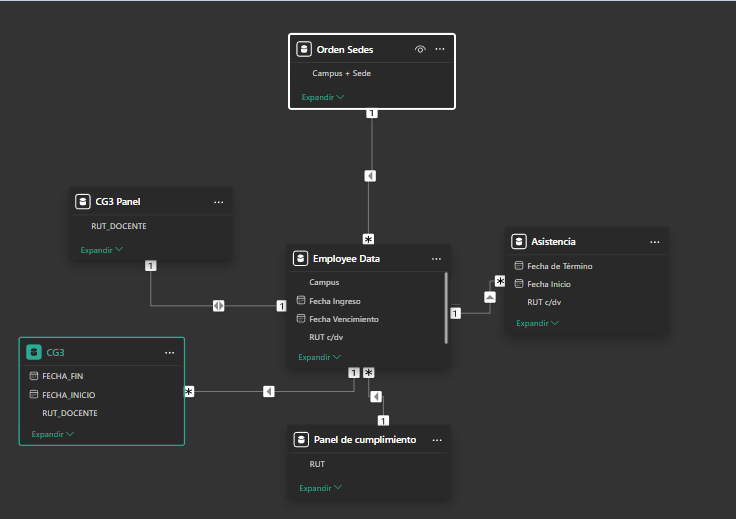 Orden Sedes
Campus + Sede
Expandir
1
*
CG3 Panel
RUT_DOCENTE
Expandir
1
1
Employee Data
Campus
Fecha Ingreso
Fecha Vencimiento
RUT c/dv
Expandir
1
*
Asistencia
Fecha de Término
Fecha Inicio
RUT c/dv
Expandir
CG3
FECHA_FIN
FECHA_INICIO
RUT_DOCENTE
Expandir
*
1
*
1
Panel de cumplimiento
RUT
Expandir